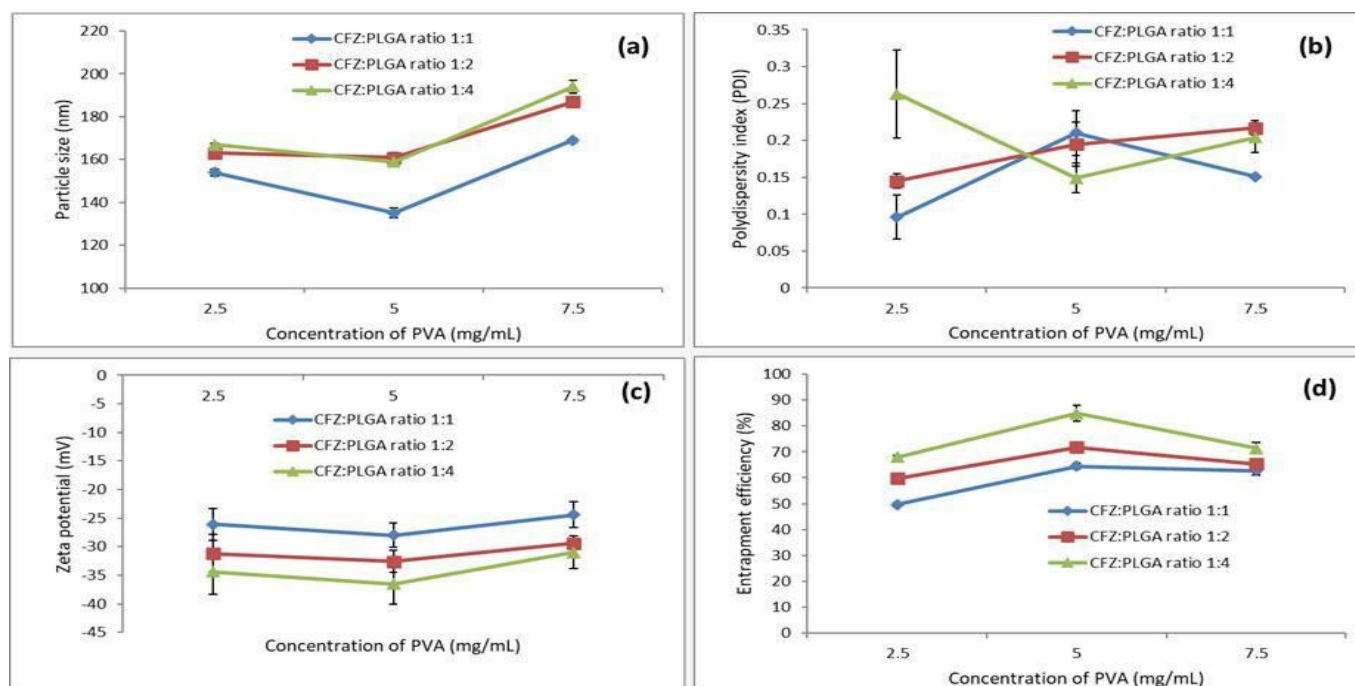 220
200
180
160
140
120
100
Particle size (nm)
CFZ:PLGA ratio 1:1
CFZ:PLGA ratio 1:2
CFZ:PLGA ratio 1:4
(a)
2.5 5 7.5
Concentration of PVA (mg/mL)
0.35
0.3
0.25
0.2
0.15
0.1
0.05
0
Polydispersity index (PDI)
CFZ:PLGA ratio 1:1
CFZ:PLGA ratio 1:2
CFZ:PLGA ratio 1:4
(b)
2.5 5 7.5
Concentration of PVA (mg/mL)
0
-5
-10
-15
-20
-25
-30
-35
-40
-45
Zeta potential (mV)
2.5 5 7.5
(c)
CFZ:PLGA ratio 1:1
CFZ:PLGA ratio 1:2
CFZ:PLGA ratio 1:4
Concentration of PVA (mg/mL)
100
90
80
70
60
50
40
30
20
10
0
Entrapment efficiency (%)
(d)
CFZ:PLGA ratio 1:1
CFZ:PLGA ratio 1:2
CFZ:PLGA ratio 1:4
2.5 5 7.5
Concentration of PVA (mg/mL)